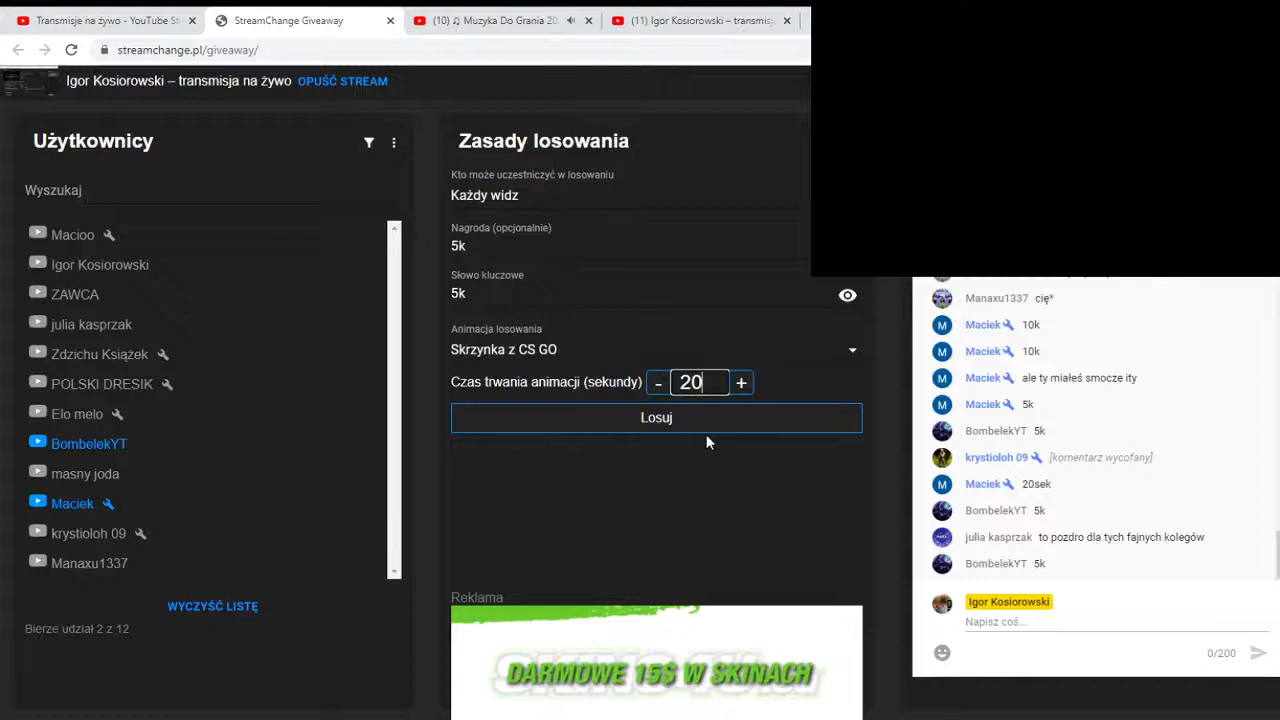 Transmisje na żywo - YouTube St
StreamChange Giveaway
(10) ♫ Muzyka Do Grania 20
(11) Igor Kosiorowski – transmisj
streamchange.pl/giveaway/
Igor Kosiorowski – transmisja na żywo OPUŚĆ STREAM
Użytkownicy
Wyszukaj
Macioo
Igor Kosiorowski
ZAWCA
julia kasprzak
Zdzichu Książek
POLSKI DRESIK
Elo melo
BombelekYT
masny joda
Maciek
krystioloh 09
Manaxu1337
WYCZYŚĆ LISTĘ
Bierze udział 2 z 12
Zasady losowania
Kto może uczestniczyć w losowaniu
Każdy widz
Nagroda (opcjonalnie)
5k
Słowo kluczowe
5k
Animacja losowania
Skrzynka z CS GO
Czas trwania animacji (sekundy) - 20 +
Losuj
Reklama
DARMOWE 15$ W SKINACH
Manaxu1337 cię*
M Maciek 10k
M Maciek 10k
M Maciek ale ty miałeś smocze ity
M Maciek 5k
BombelekYT 5k
krystioloh 09 [komentarz wycofany]
M Maciek 20sek
BombelekYT 5k
julia kasprzak to pozdro dla tych fajnych kolegów
BombelekYT 5k
Igor Kosiorowski
Napisz coś...
0/200